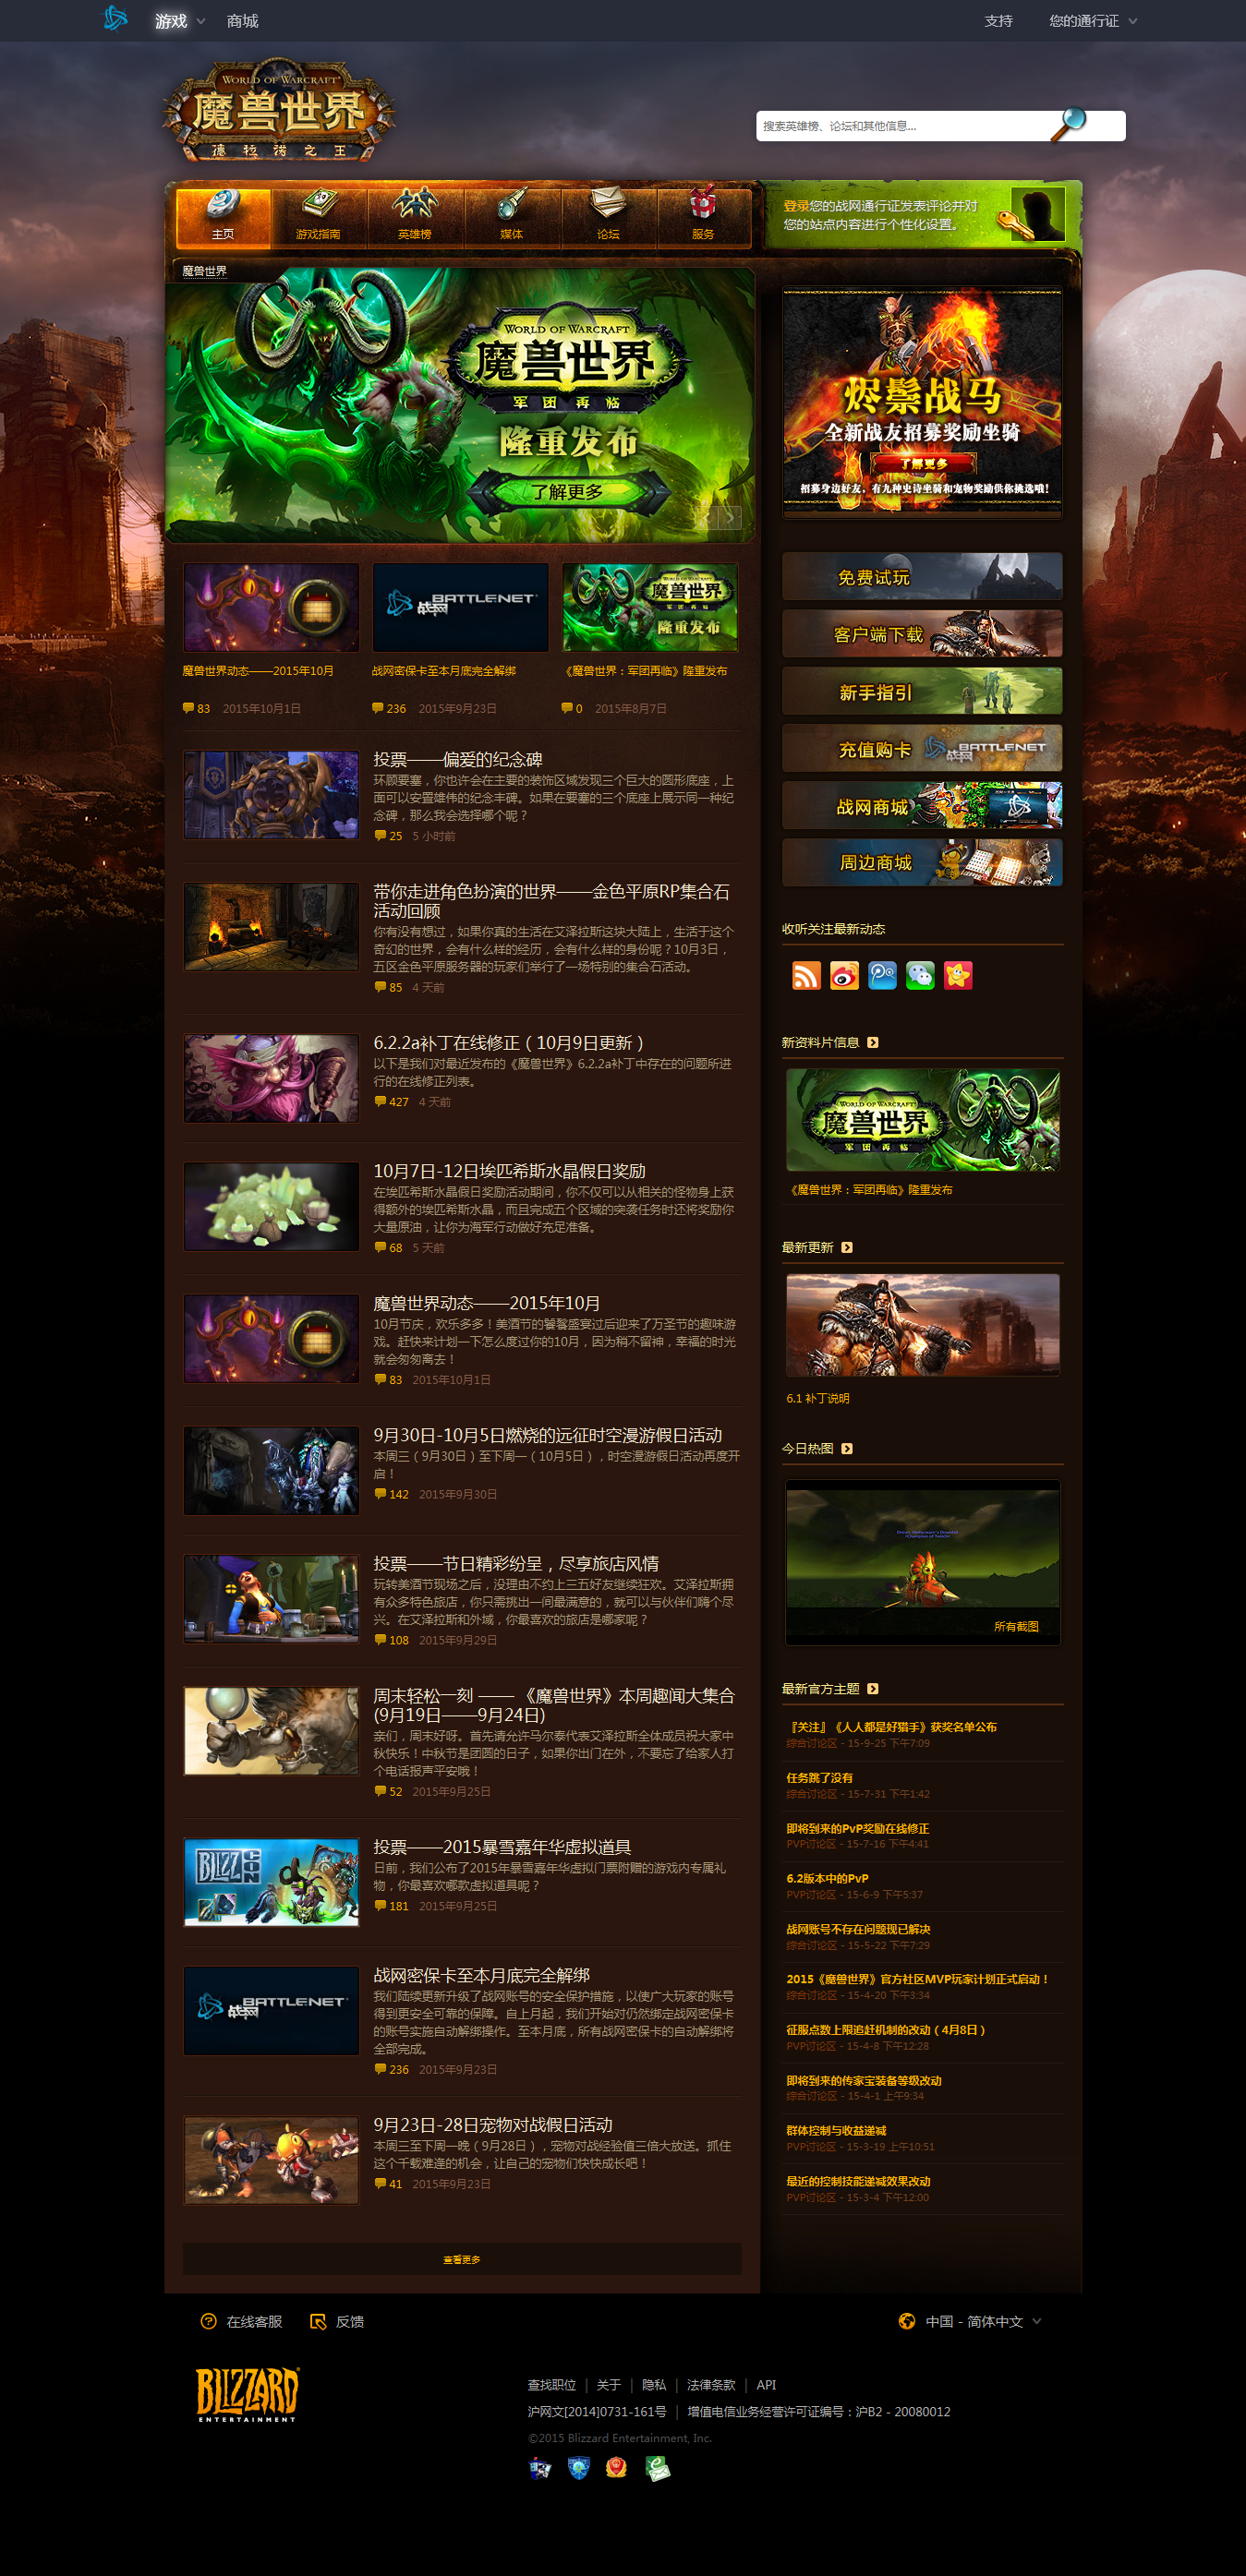 游戏 商城 支持 您的通行证
WORLD OF WARCRAFT
魔兽世界
德拉诺之王
搜索英雄榜、论坛和其他信息...
主页 游戏指南 英雄榜 媒体 论坛 服务
登录您的战网通行证发表评论并对
您的站点内容进行个性化设置。
魔兽世界
WORLD OF WARCRAFT
魔兽世界
军团再临
隆重发布
了解更多
烬鬃战马
全新战友招募奖励坐骑
了解更多
招募身边好友，有九种史诗坐骑和宠物奖励供你挑选哦!
战网 BATTLE.NET
WORLD OF WARCRAFT
魔兽世界
军团再临
隆重发布
魔兽世界动态——2015年10月
83 2015年10月1日
战网密保卡至本月底完全解绑
236 2015年9月23日
《魔兽世界：军团再临》隆重发布
0 2015年8月7日
投票——偏爱的纪念碑
环顾要塞，你也许会在主要的装饰区域发现三个巨大的圆形底座，上
面可以安置雄伟的纪念丰碑。如果在要塞的三个底座上展示同一种纪
念碑，那么我会选择哪个呢？
25 5 小时前
带你走进角色扮演的世界——金色平原RP集合石
活动回顾
你有没有想过，如果你真的生活在艾泽拉斯这块大陆上，生活于这个
奇幻的世界，会有什么样的经历，会有什么样的身份呢？10月3日，
五区金色平原服务器的玩家们举行了一场特别的集合石活动。
85 4 天前
6.2.2a补丁在线修正（10月9日更新）
以下是我们对最近发布的《魔兽世界》6.2.2a补丁中存在的问题所进
行的在线修正列表。
427 4 天前
10月7日-12日埃匹希斯水晶假日奖励
在埃匹希斯水晶假日奖励活动期间，你不仅可以从相关的怪物身上获
得额外的埃匹希斯水晶，而且完成五个区域的突袭任务时还将奖励你
大量原油，让你为海军行动做好充足准备。
68 5 天前
魔兽世界动态——2015年10月
10月节庆，欢乐多多！美酒节的饕餮盛宴过后迎来了万圣节的趣味游
戏。赶快来计划一下怎么度过你的10月，因为稍不留神，幸福的时光
就会匆匆离去！
83 2015年10月1日
9月30日-10月5日燃烧的远征时空漫游假日活动
本周三（9月30日）至下周一（10月5日），时空漫游假日活动再度开
启！
142 2015年9月30日
投票——节日精彩纷呈，尽享旅店风情
玩转美酒节现场之后，没理由不约上三五好友继续狂欢。艾泽拉斯拥
有众多特色旅店，你只需挑出一间最满意的，就可以与伙伴们嗨个尽
兴。在艾泽拉斯和外域，你最喜欢的旅店是哪家呢？
108 2015年9月29日
周末轻松一刻 —— 《魔兽世界》本周趣闻大集合
(9月19日——9月24日)
亲们，周末好呀。首先请允许马尔泰代表艾泽拉斯全体成员祝大家中
秋快乐！中秋节是团圆的日子，如果你出门在外，不要忘了给家人打
个电话报声平安哦！
52 2015年9月25日
BLIZZ CON
投票——2015暴雪嘉年华虚拟道具
日前，我们公布了2015年暴雪嘉年华虚拟门票附赠的游戏内专属礼
物，你最喜欢哪款虚拟道具呢？
181 2015年9月25日
战网 BATTLE.NET
战网密保卡至本月底完全解绑
我们陆续更新升级了战网账号的安全保护措施，以使广大玩家的账号
得到更安全可靠的保障。自上月起，我们开始对仍然绑定战网密保卡
的账号实施自动解绑操作。至本月底，所有战网密保卡的自动解绑将
全部完成。
236 2015年9月23日
9月23日-28日宠物对战假日活动
本周三至下周一晚（9月28日），宠物对战经验值三倍大放送。抓住
这个千载难逢的机会，让自己的宠物们快快成长吧！
41 2015年9月23日
查看更多
免费试玩
客户端下载
新手指引
充值购卡 战网 BATTLE.NET
战网商城
周边商城
收听关注最新动态
新资料片信息
WORLD OF WARCRAFT
魔兽世界
军团再临
《魔兽世界：军团再临》隆重发布
最新更新
6.1 补丁说明
今日热图
所有截图
最新官方主题
『关注』《人人都是好猎手》获奖名单公布
综合讨论区 - 15-9-25 下午7:09
任务跳了没有
综合讨论区 - 15-7-31 下午1:42
即将到来的PvP奖励在线修正
PVP讨论区 - 15-7-16 下午4:41
6.2版本中的PvP
PVP讨论区 - 15-6-9 下午5:37
战网账号不存在问题现已解决
综合讨论区 - 15-5-22 下午7:29
2015《魔兽世界》官方社区MVP玩家计划正式启动！
综合讨论区 - 15-4-20 下午3:34
征服点数上限追赶机制的改动（4月8日）
PVP讨论区 - 15-4-8 下午12:28
即将到来的传家宝装备等级改动
综合讨论区 - 15-4-1 上午9:34
群体控制与收益递减
PVP讨论区 - 15-3-19 上午10:51
最近的控制技能递减效果改动
PVP讨论区 - 15-3-4 下午12:00
在线客服 反馈 中国 - 简体中文
BLIZZARD
ENTERTAINMENT
查找职位 | 关于 | 隐私 | 法律条款 | API
沪网文[2014]0731-161号 | 增值电信业务经营许可证编号：沪B2 - 20080012
©2015 Blizzard Entertainment, Inc.